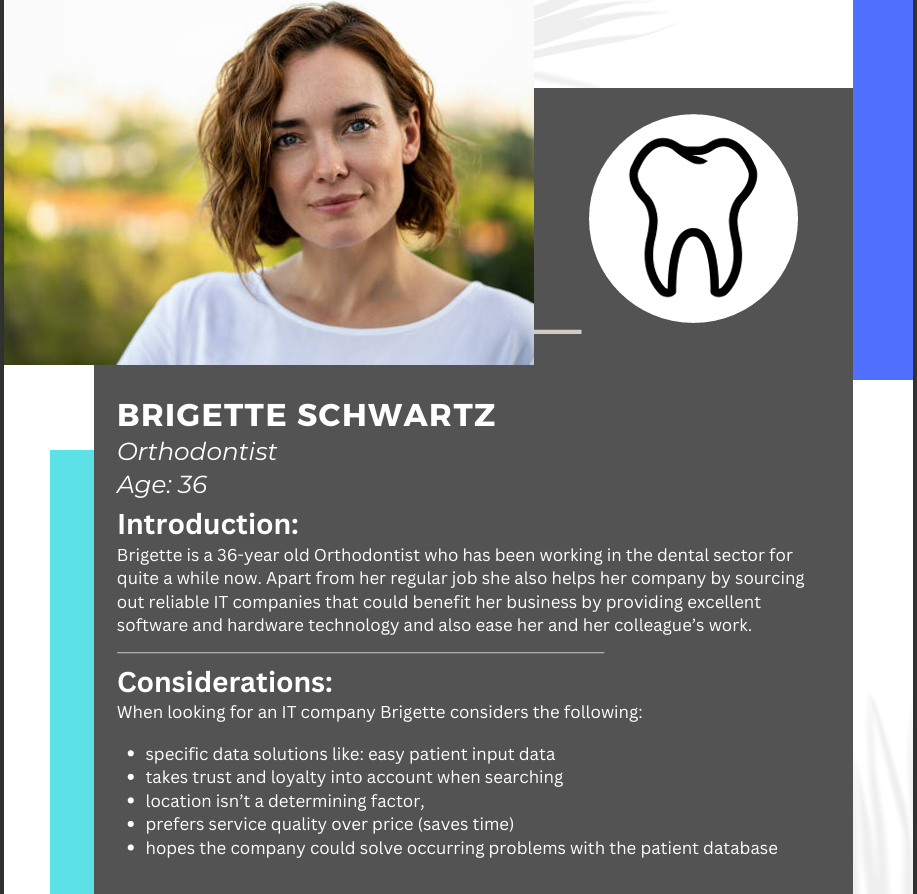 BRIGETTE SCHWARTZ
Orthodontist
Age: 36
Introduction:
Brigette is a 36-year old Orthodontist who has been working in the dental sector for
quite a while now. Apart from her regular job she also helps her company by sourcing
out reliable IT companies that could benefit her business by providing excellent
software and hardware technology and also ease her and her colleague’s work.
Considerations:
When looking for an IT company Brigette considers the following:
• specific data solutions like: easy patient input data
• takes trust and loyalty into account when searching
• location isn’t a determining factor,
• prefers service quality over price (saves time)
• hopes the company could solve occurring problems with the patient database